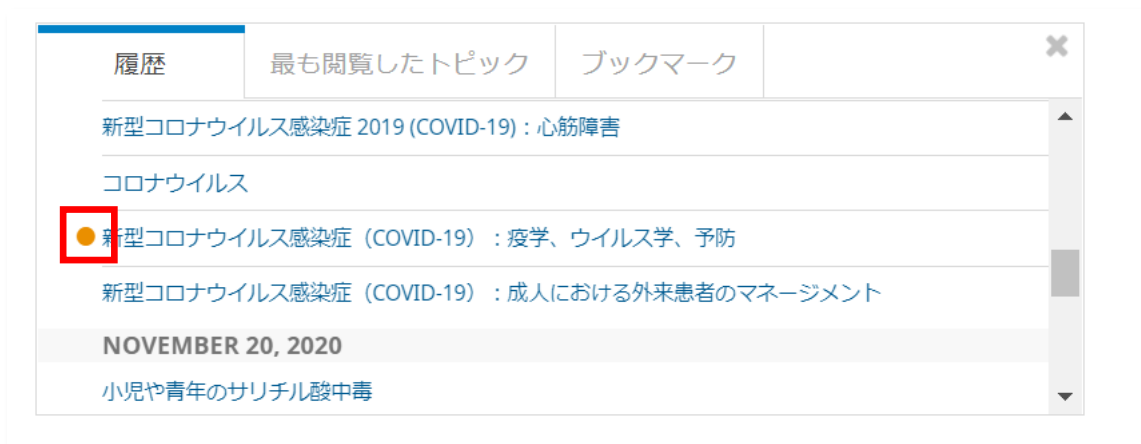 履歴
最も閲覧したトピック
ブックマーク
新型コロナウイルス感染症 2019 (COVID-19)：心筋障害
コロナウイルス
新型コロナウイルス感染症（COVID-19）：疫学、ウイルス学、予防
新型コロナウイルス感染症（COVID-19）：成人における外来患者のマネージメント
NOVEMBER 20, 2020
小児や青年のサリチル酸中毒